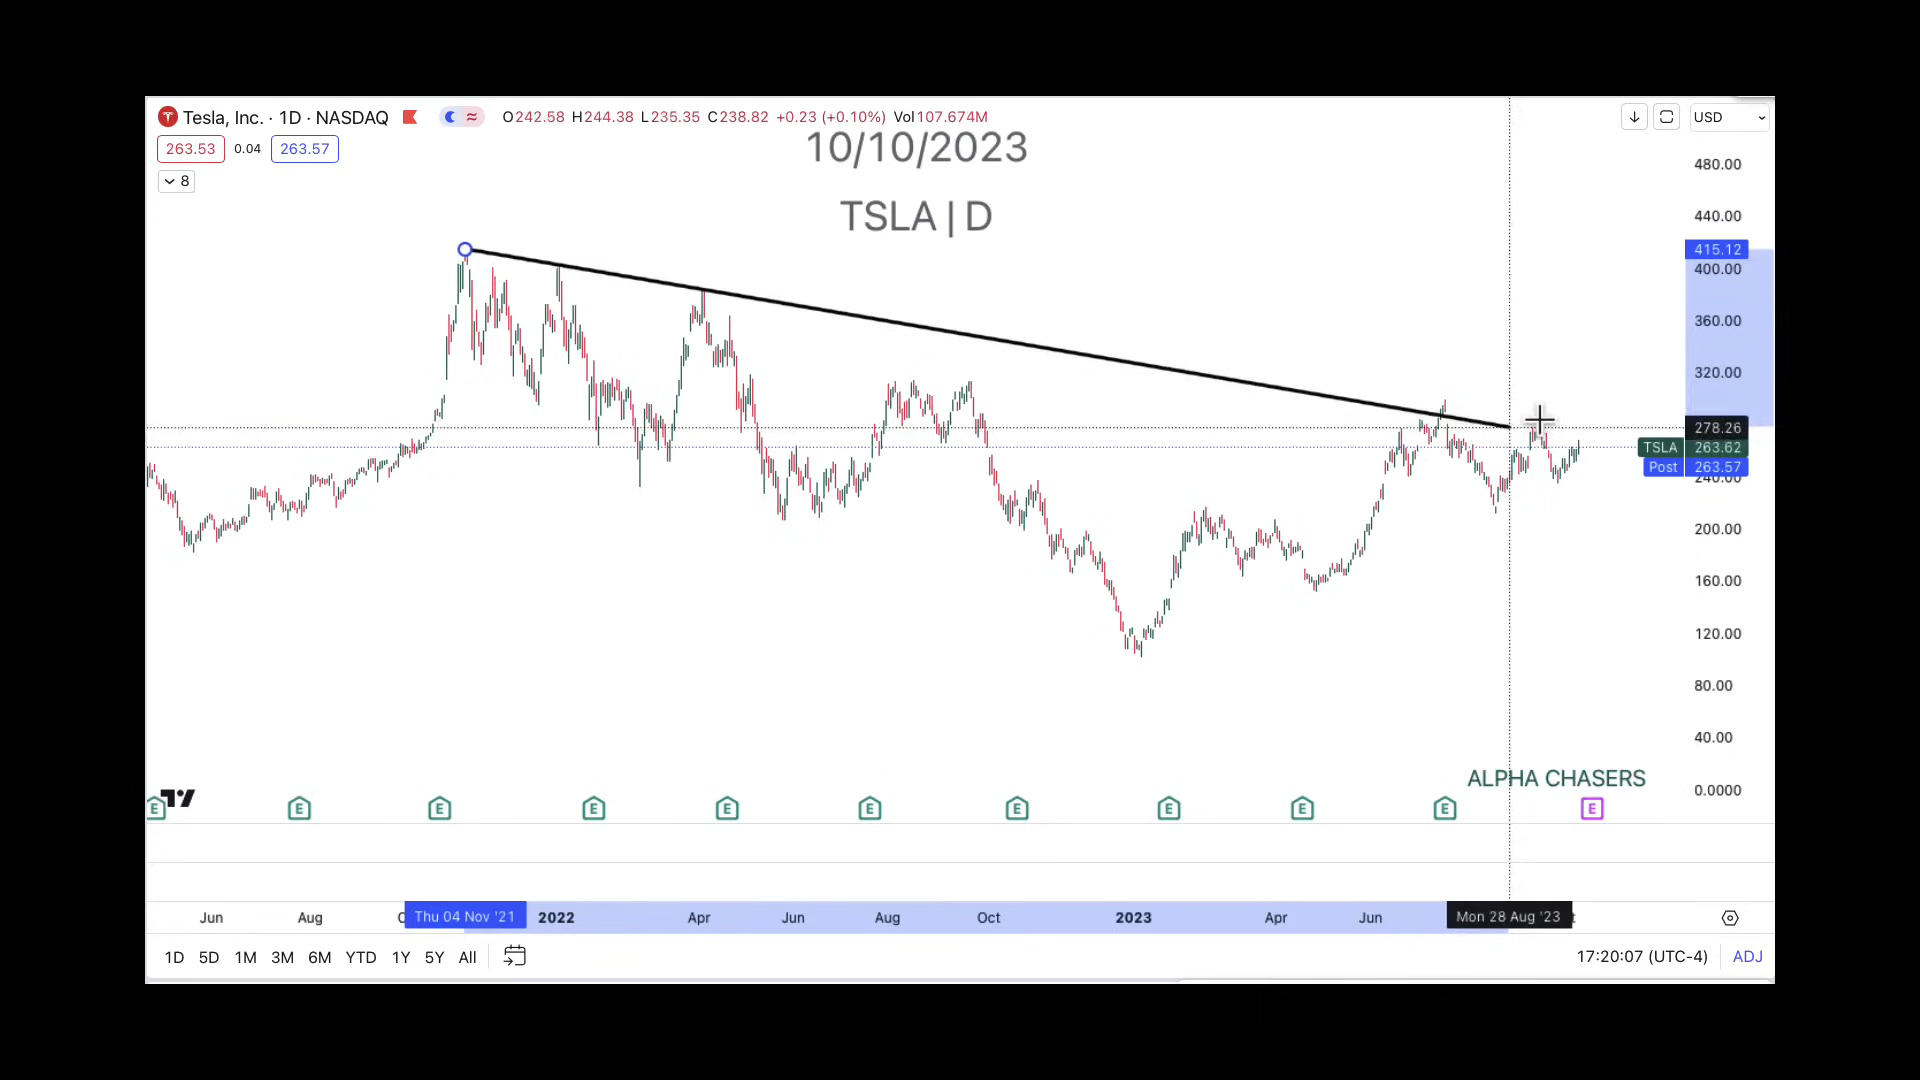 Tesla, Inc. · 1D · NASDAQ O242.58 H244.38 L235.35 C238.82 +0.23 (+0.10%) Vol107.674M
USD
263.53 0.04 263.57
8
10/10/2023
TSLA | D
480.00
440.00
415.12
400.00
360.00
320.00
278.26
TSLA 263.62
Post 263.57
240.00
200.00
160.00
120.00
80.00
40.00
0.0000
ALPHA CHASERS
E E E E E E E E E E E
Jun Aug Thu 04 Nov '21 2022 Apr Jun Aug Oct 2023 Apr Jun Mon 28 Aug '23
1D 5D 1M 3M 6M YTD 1Y 5Y All 17:20:07 (UTC-4) ADJ